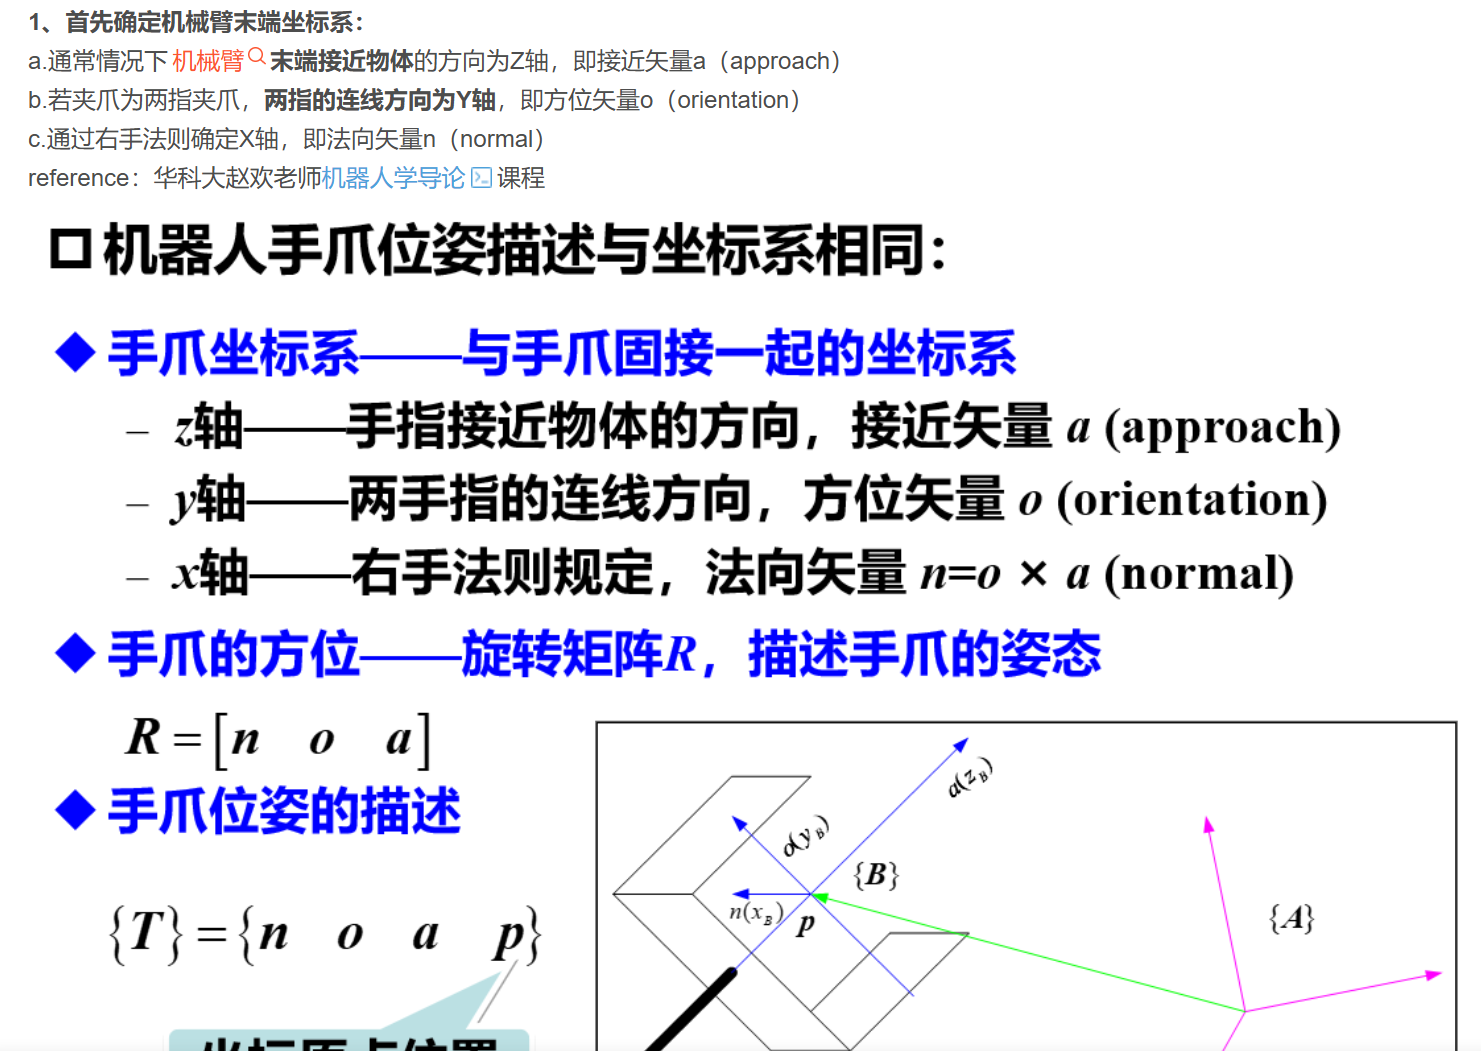 1、首先确定机械臂末端坐标系：
a.通常情况下机械臂末端接近物体的方向为Z轴，即接近矢量a（approach）
b.若夹爪为两指夹爪，两指的连线方向为Y轴，即方位矢量o（orientation）
c.通过右手法则确定X轴，即法向矢量n（normal）
reference：华科大赵欢老师机器人学导论课程
口机器人手爪位姿描述与坐标系相同：
◆手爪坐标系——与手爪固接一起的坐标系
– z轴——手指接近物体的方向，接近矢量 a (approach)
– y轴——两手指的连线方向，方位矢量 o (orientation)
– x轴——右手法则规定，法向矢量 n=o × a (normal)
◆手爪的方位——旋转矩阵R，描述手爪的姿态
R=[n o a]
◆手爪位姿的描述
{T}={n o a p}
a(z_B)
o(y_B)
{B}
n(x_B)
p
{A}
坐标原点位置